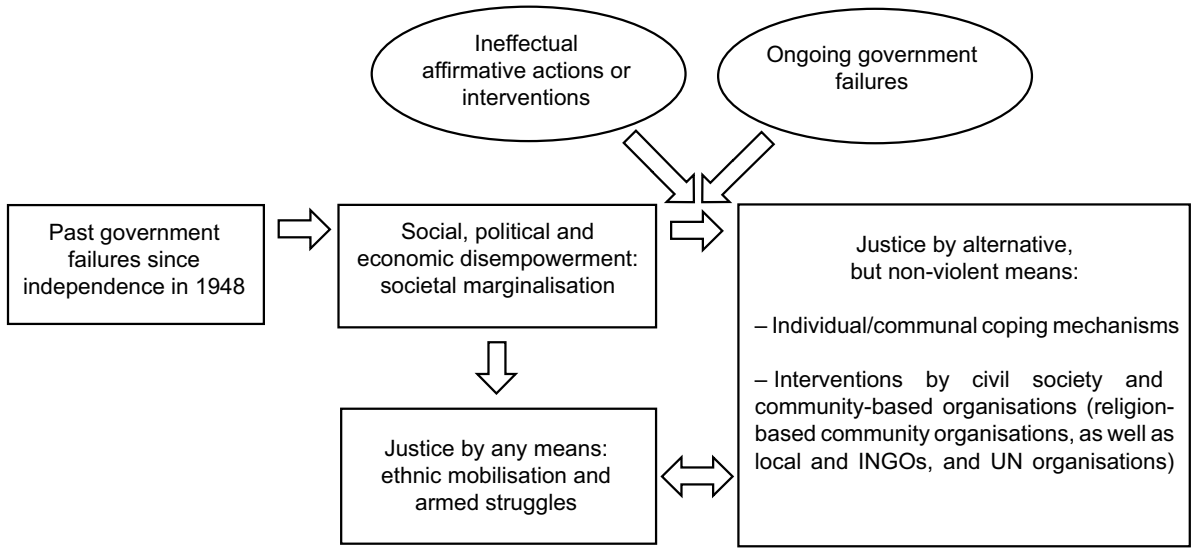 Ineffectual
affirmative actions or
interventions
Ongoing government
failures
Past government
failures since
independence in 1948
Social, political and
economic disempowerment:
societal marginalisation
Justice by alternative,
but non-violent means:
– Individual/communal coping mechanisms
– Interventions by civil society and
community-based organisations (religion-
based community organisations, as well as
local and INGOs, and UN organisations)
Justice by any means:
ethnic mobilisation and
armed struggles